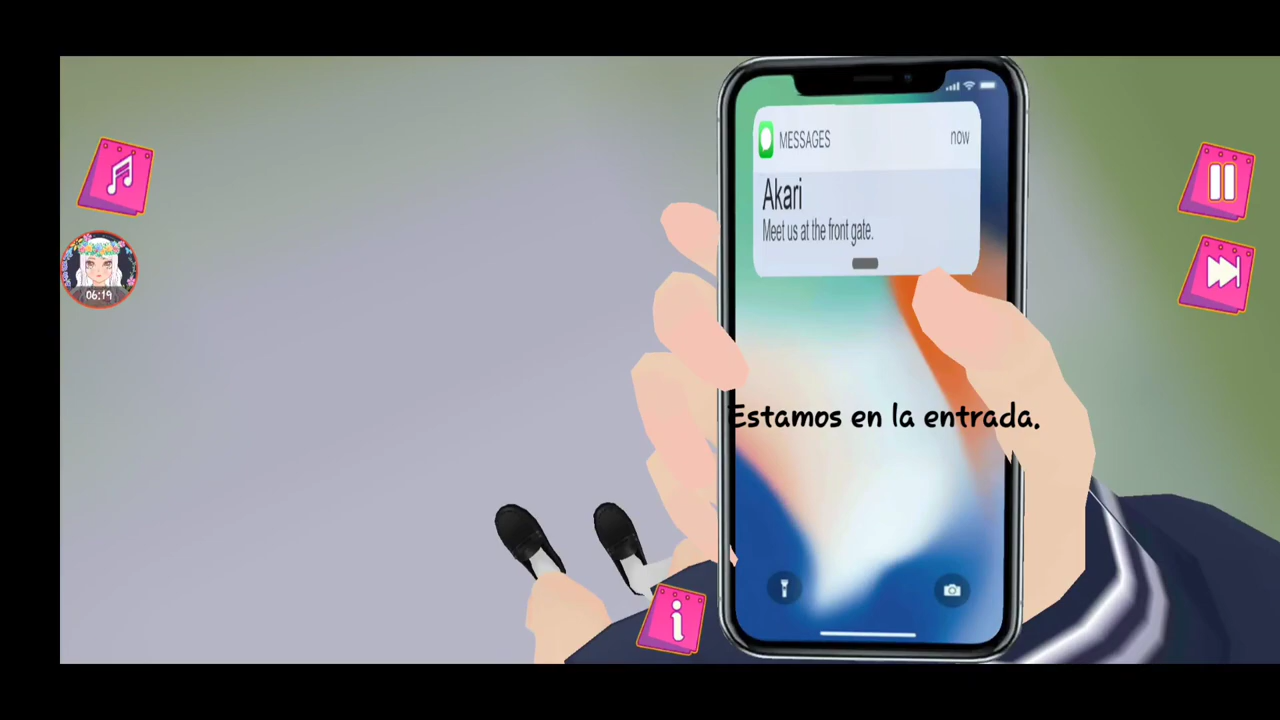 MESSAGES
now
Akari
Meet us at the front gate.
Estamos en la entrada.
06:19
i